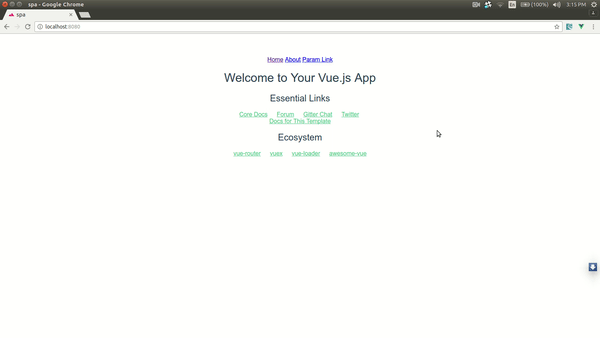 spa - Google Chrome
En
(100%)
3:15 PM
spa
localhost:8080
Home About Param Link
Welcome to Your Vue.js App
Essential Links
Core Docs Forum Gitter Chat Twitter
Docs for This Template
Ecosystem
vue-router vuex vue-loader awesome-vue